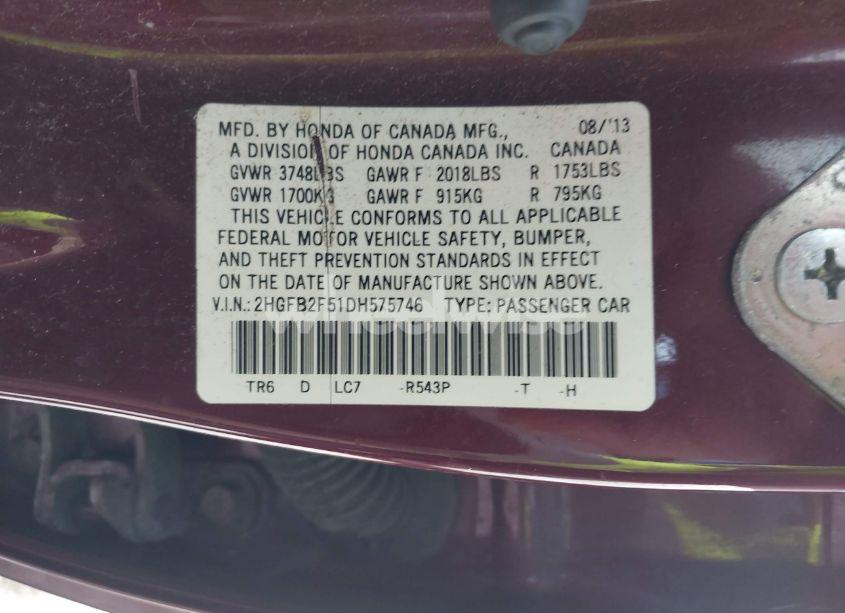 MFD. BY HONDA OF CANADA MFG., 08/'13
A DIVISION OF HONDA CANADA INC. CANADA
GVWR 3748LBS GAWR F 2018LBS R 1753LBS
GVWR 1700KG GAWR F 915KG R 795KG
THIS VEHICLE CONFORMS TO ALL APPLICABLE
FEDERAL MOTOR VEHICLE SAFETY, BUMPER,
AND THEFT PREVENTION STANDARDS IN EFFECT
ON THE DATE OF MANUFACTURE SHOWN ABOVE.
V.I.N.: 2HGFB2F51DH575746 TYPE: PASSENGER CAR
wheelwise
TR6 D LC7 -R543P -T -H